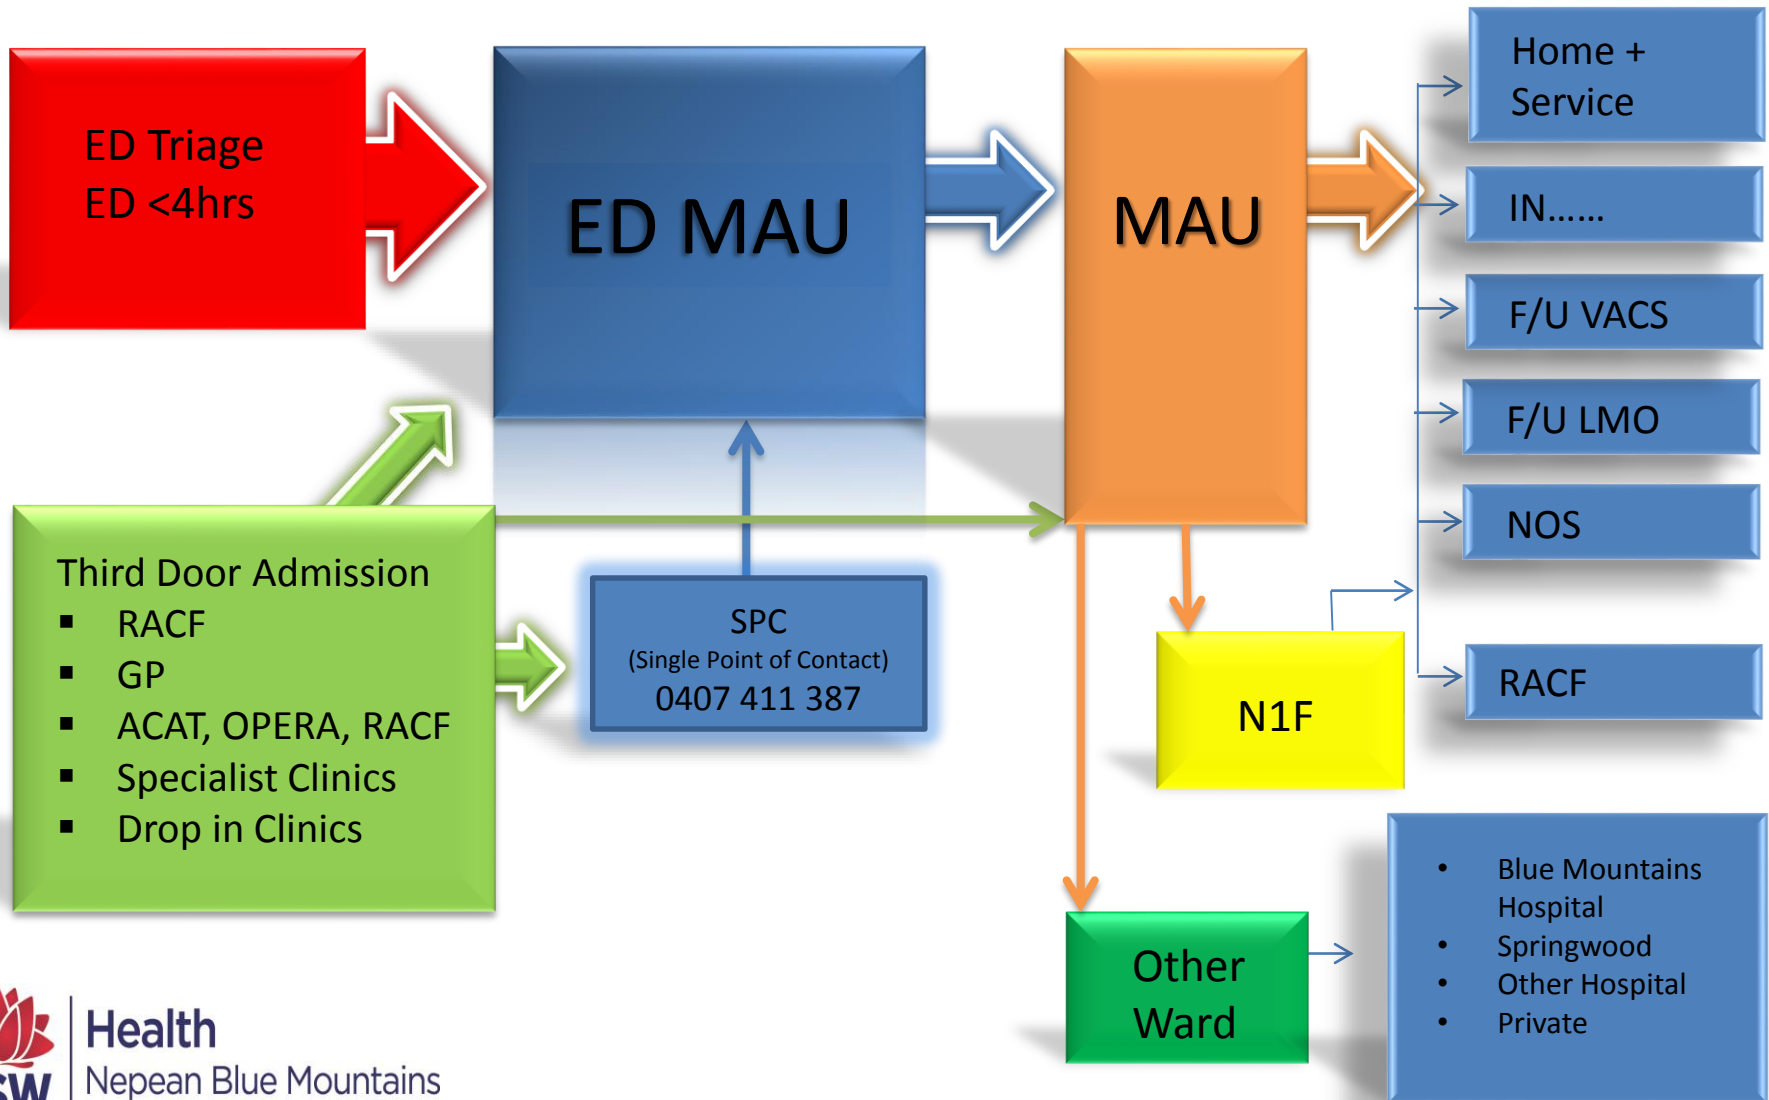 ED Triage
ED <4hrs
ED MAU
MAU
Home +
Service
IN......
F/U VACS
F/U LMO
NOS
RACF
Third Door Admission
▪ RACF
▪ GP
▪ ACAT, OPERA, RACF
▪ Specialist Clinics
▪ Drop in Clinics
SPC
(Single Point of Contact)
0407 411 387
N1F
Other
Ward
• Blue Mountains
Hospital
• Springwood
• Other Hospital
• Private
Health
Nepean Blue Mountains